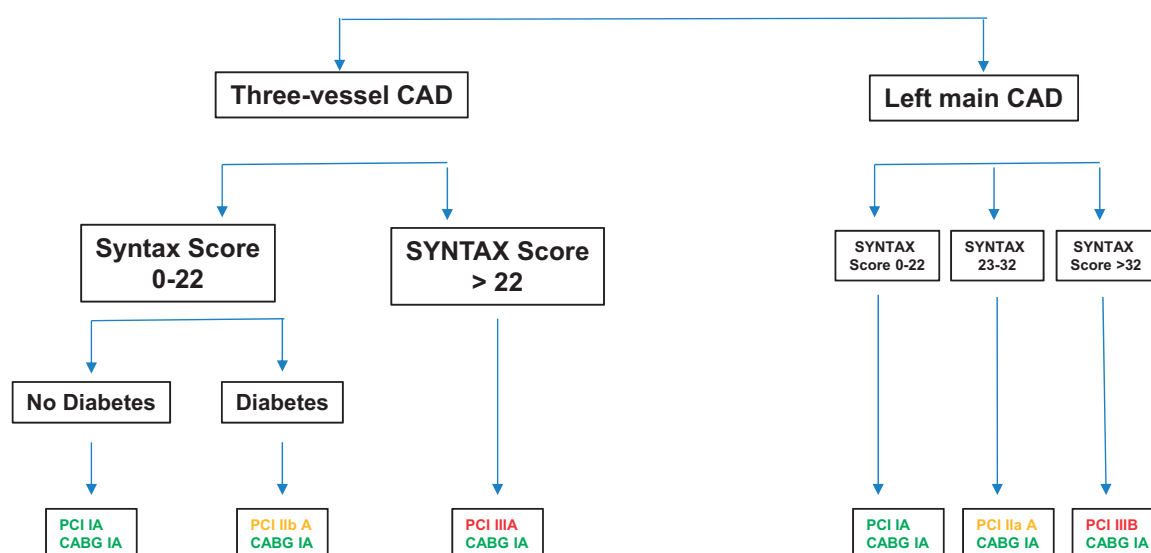 Three-vessel CAD
Left main CAD
Syntax Score
0-22
SYNTAX Score
> 22
SYNTAX
Score 0-22
SYNTAX
23-32
SYNTAX
Score >32
No Diabetes
Diabetes
PCI IA
CABG IA
PCI IIb A
CABG IA
PCI IIIA
CABG IA
PCI IA
CABG IA
PCI IIa A
CABG IA
PCI IIIB
CABG IA